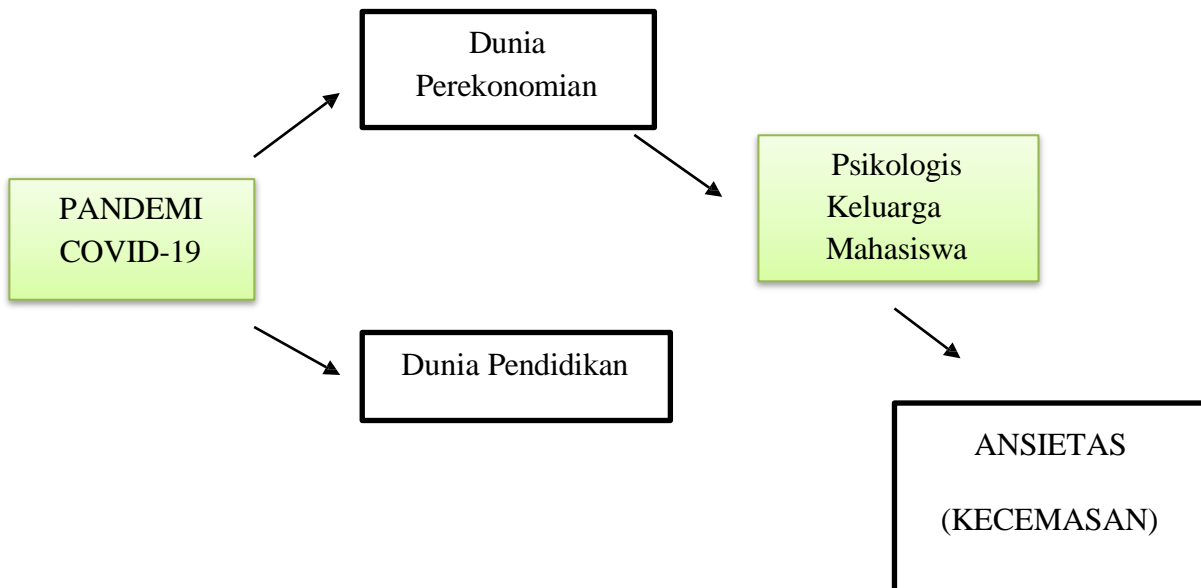 Dunia
Perekonomian
Psikologis
Keluarga
Mahasiswa
PANDEMI
COVID-19
Dunia Pendidikan
ANSIETAS
(KECEMASAN)